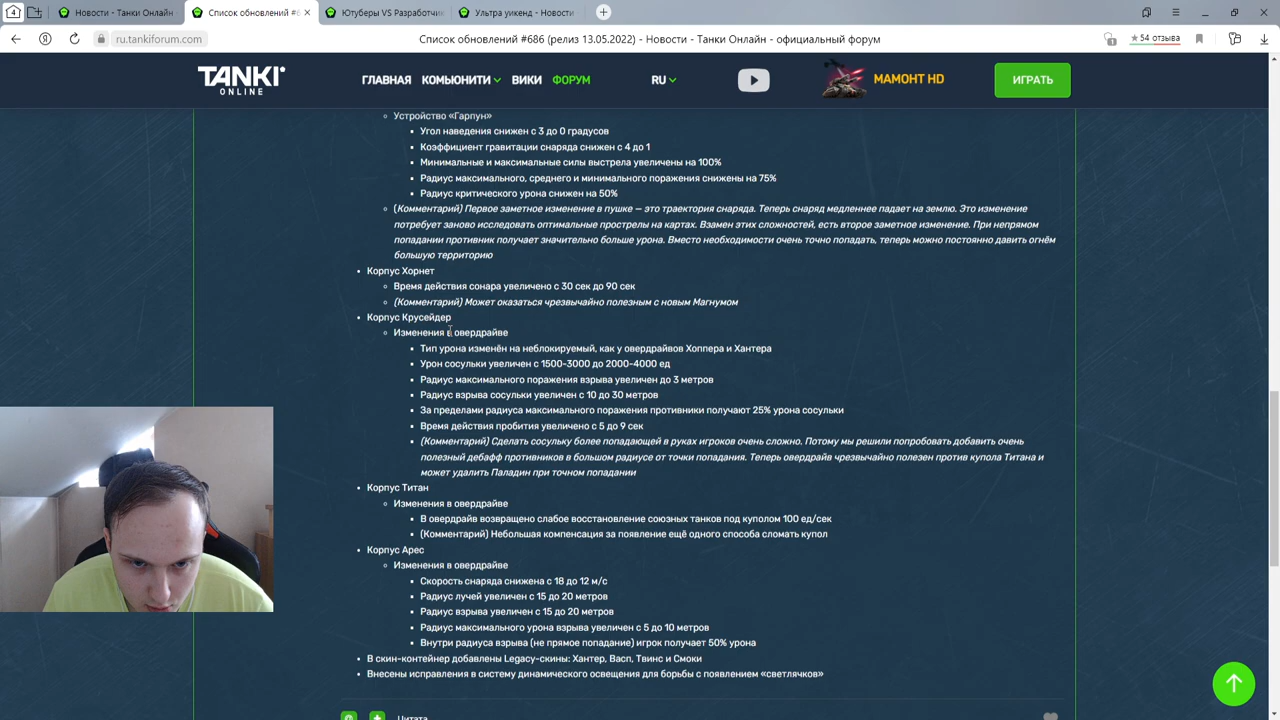 Новости - Танки Онлайн
Список обновлений #6
Ютуберы VS Разработчик
Ультра уикенд - Новости
ru.tankiforum.com
Список обновлений #686 (релиз 13.05.2022) - Новости - Танки Онлайн - официальный форум
54 отзыва
TANKI
ONLINE
ГЛАВНАЯ КОМЬЮНИТИ ВИКИ ФОРУМ RU МАМОНТ HD ИГРАТЬ
Устройство «Гарпун»
Угол наведения снижен с 3 до 0 градусов
Коэффициент гравитации снаряда снижен с 4 до 1
Минимальные и максимальные силы выстрела увеличены на 100%
Радиус максимального, среднего и минимального поражения снижены на 75%
Радиус критического урона снижен на 50%
(Комментарий) Первое заметное изменение в пушке — это траектория снаряда. Теперь снаряд медленнее падает на землю. Это изменение
потребует заново исследовать оптимальные прострелы на картах. Взамен этих сложностей, есть второе заметное изменение. При непрямом
попадании противник получает значительно больше урона. Вместо необходимости очень точно попадать, теперь можно постоянно давить огнём
большую территорию
Корпус Хорнет
Время действия сонара увеличено с 30 сек до 90 сек
(Комментарий) Может оказаться чрезвычайно полезным с новым Магнумом
Корпус Крусейдер
Изменения в овердрайве
Тип урона изменён на неблокируемый, как у овердрайвов Хоппера и Хантера
Урон сосульки увеличен с 1500-3000 до 2000-4000 ед
Радиус максимального поражения взрыва увеличен до 3 метров
Радиус взрыва сосульки увеличен с 10 до 30 метров
За пределами радиуса максимального поражения противники получают 25% урона сосульки
Время действия пробития увеличено с 5 до 9 сек
(Комментарий) Сделать сосульку более попадающей в руках игроков очень сложно. Потому мы решили попробовать добавить очень
полезный дебафф противников в большом радиусе от точки попадания. Теперь овердрайв чрезвычайно полезен против купола Титана и
может удалить Паладин при точном попадании
Корпус Титан
Изменения в овердрайве
В овердрайв возвращено слабое восстановление союзных танков под куполом 100 ед/сек
(Комментарий) Небольшая компенсация за появление ещё одного способа сломать купол
Корпус Арес
Изменения в овердрайве
Скорость снаряда снижена с 18 до 12 м/с
Радиус лучей увеличен с 15 до 20 метров
Радиус взрыва увеличен с 15 до 20 метров
Радиус максимального урона взрыва увеличен с 5 до 10 метров
Внутри радиуса взрыва (не прямое попадание) игрок получает 50% урона
В скин-контейнер добавлены Legacy-скины: Хантер, Васп, Твинс и Смоки
Внесены исправления в систему динамического освещения для борьбы с появлением «светлячков»
Цитата